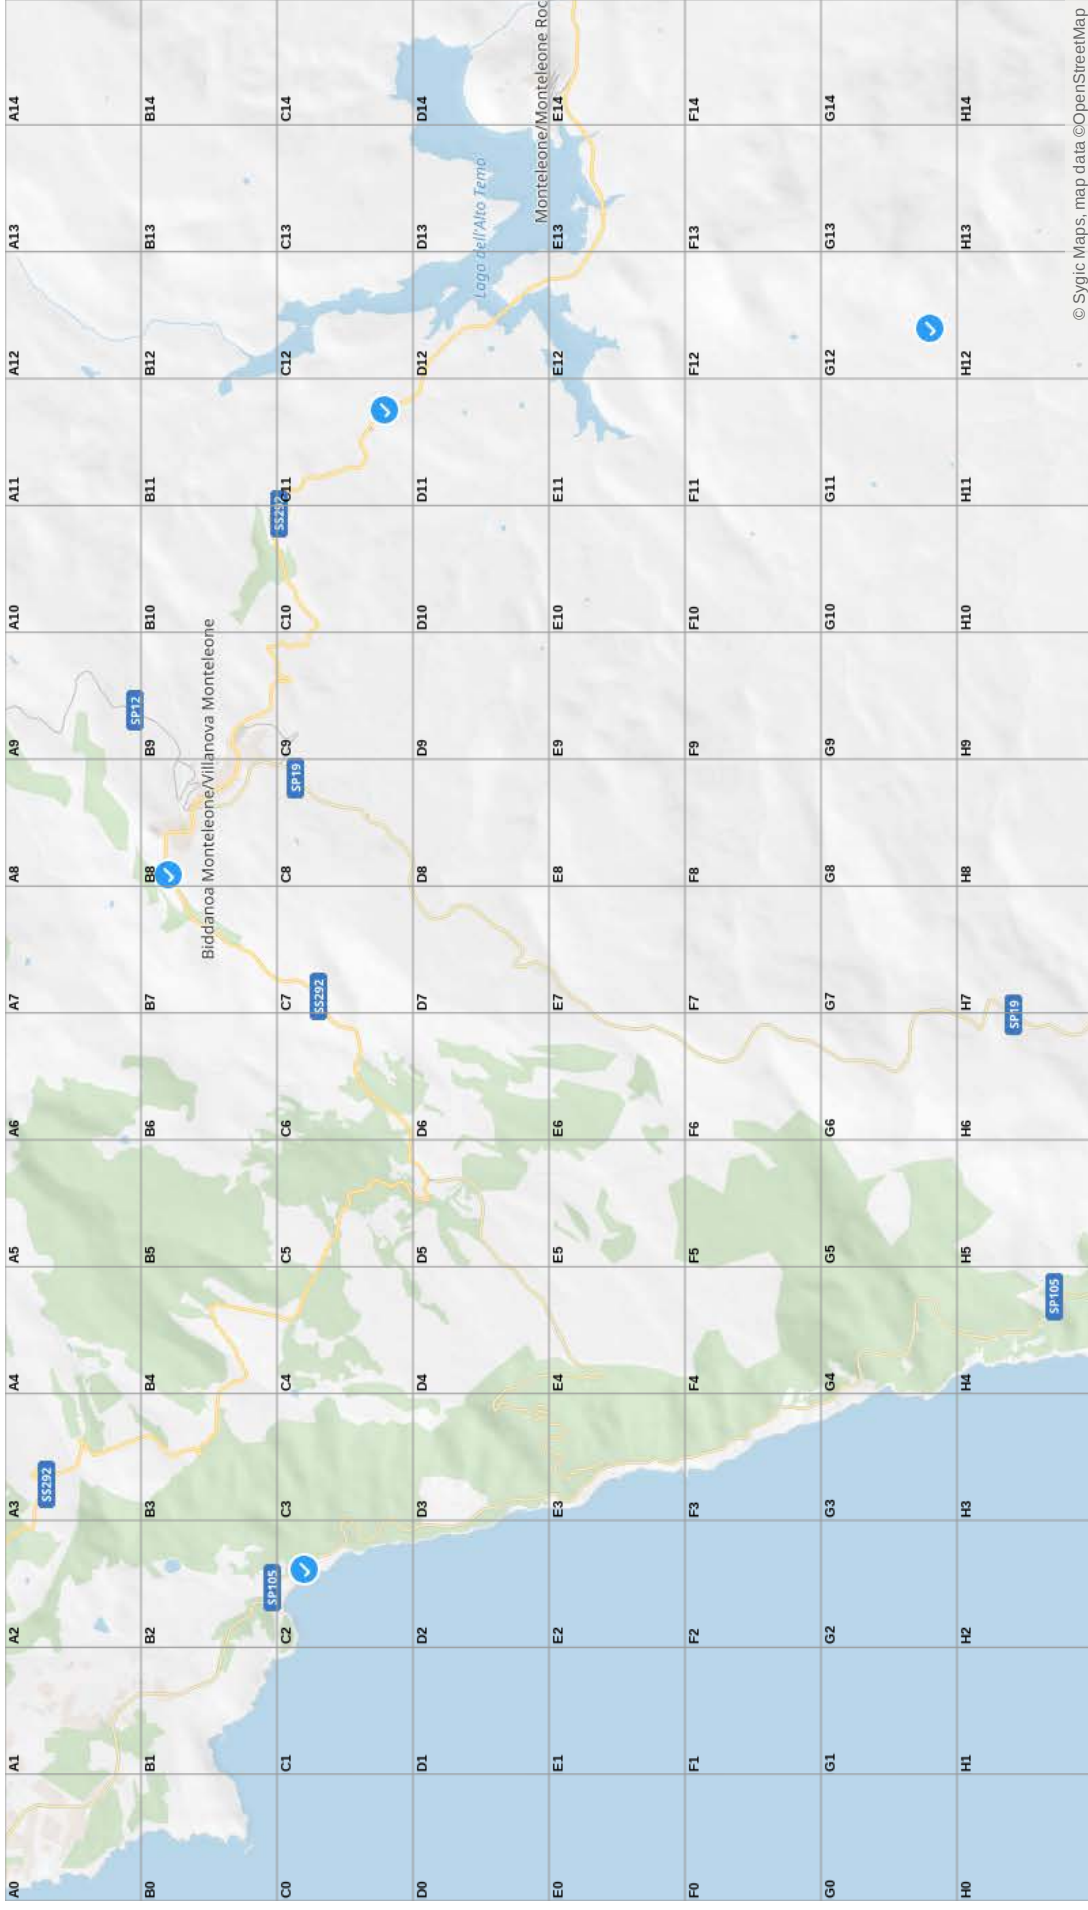 A0 A1 A2 A3 A4 A5 A6 A7 A8 A9 A10 A11 A12 A13 A14
SS292
SP12
B0 B1 B2 B3 B4 B5 B6 B7 B8 B9 B10 B11 B12 B13 B14
Biddanoa Monteleone/Villanova Monteleone
SP105
SS292
C0 C1 C2 C3 C4 C5 C6 C7 C8 C9 C10 C11 C12 C13 C14
SP19
SS292
D0 D1 D2 D3 D4 D5 D6 D7 D8 D9 D10 D11 D12 D13 D14
Lago dell'Alto Temo
Monteleone/Monteleone Roc
E0 E1 E2 E3 E4 E5 E6 E7 E8 E9 E10 E11 E12 E13 E14
F0 F1 F2 F3 F4 F5 F6 F7 F8 F9 F10 F11 F12 F13 F14
G0 G1 G2 G3 G4 G5 G6 G7 G8 G9 G10 G11 G12 G13 G14
H0 H1 H2 H3 H4 H5 H6 H7 H8 H9 H10 H11 H12 H13 H14
SP19
SP105
© Sygic Maps, map data ©OpenStreetMap